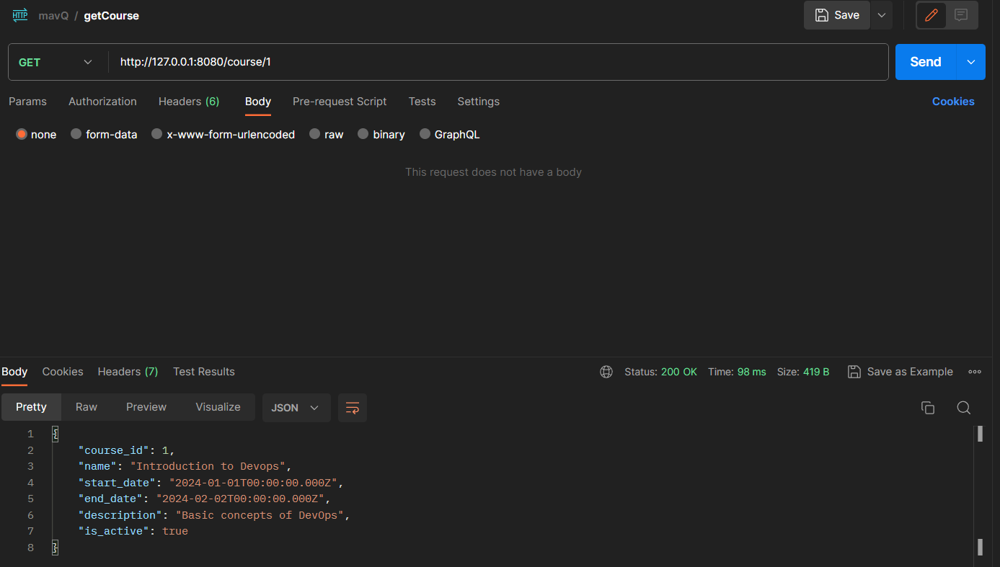 HTTP mavQ / getCourse Save
GET http://127.0.0.1:8080/course/1 Send
Params Authorization Headers (6) Body Pre-request Script Tests Settings Cookies
none form-data x-www-form-urlencoded raw binary GraphQL
This request does not have a body
Body Cookies Headers (7) Test Results Status: 200 OK Time: 98 ms Size: 419 B Save as Example
Pretty Raw Preview Visualize JSON
1 {
2 "course_id": 1,
3 "name": "Introduction to Devops",
4 "start_date": "2024-01-01T00:00:00.000Z",
5 "end_date": "2024-02-02T00:00:00.000Z",
6 "description": "Basic concepts of DevOps",
7 "is_active": true
8 }